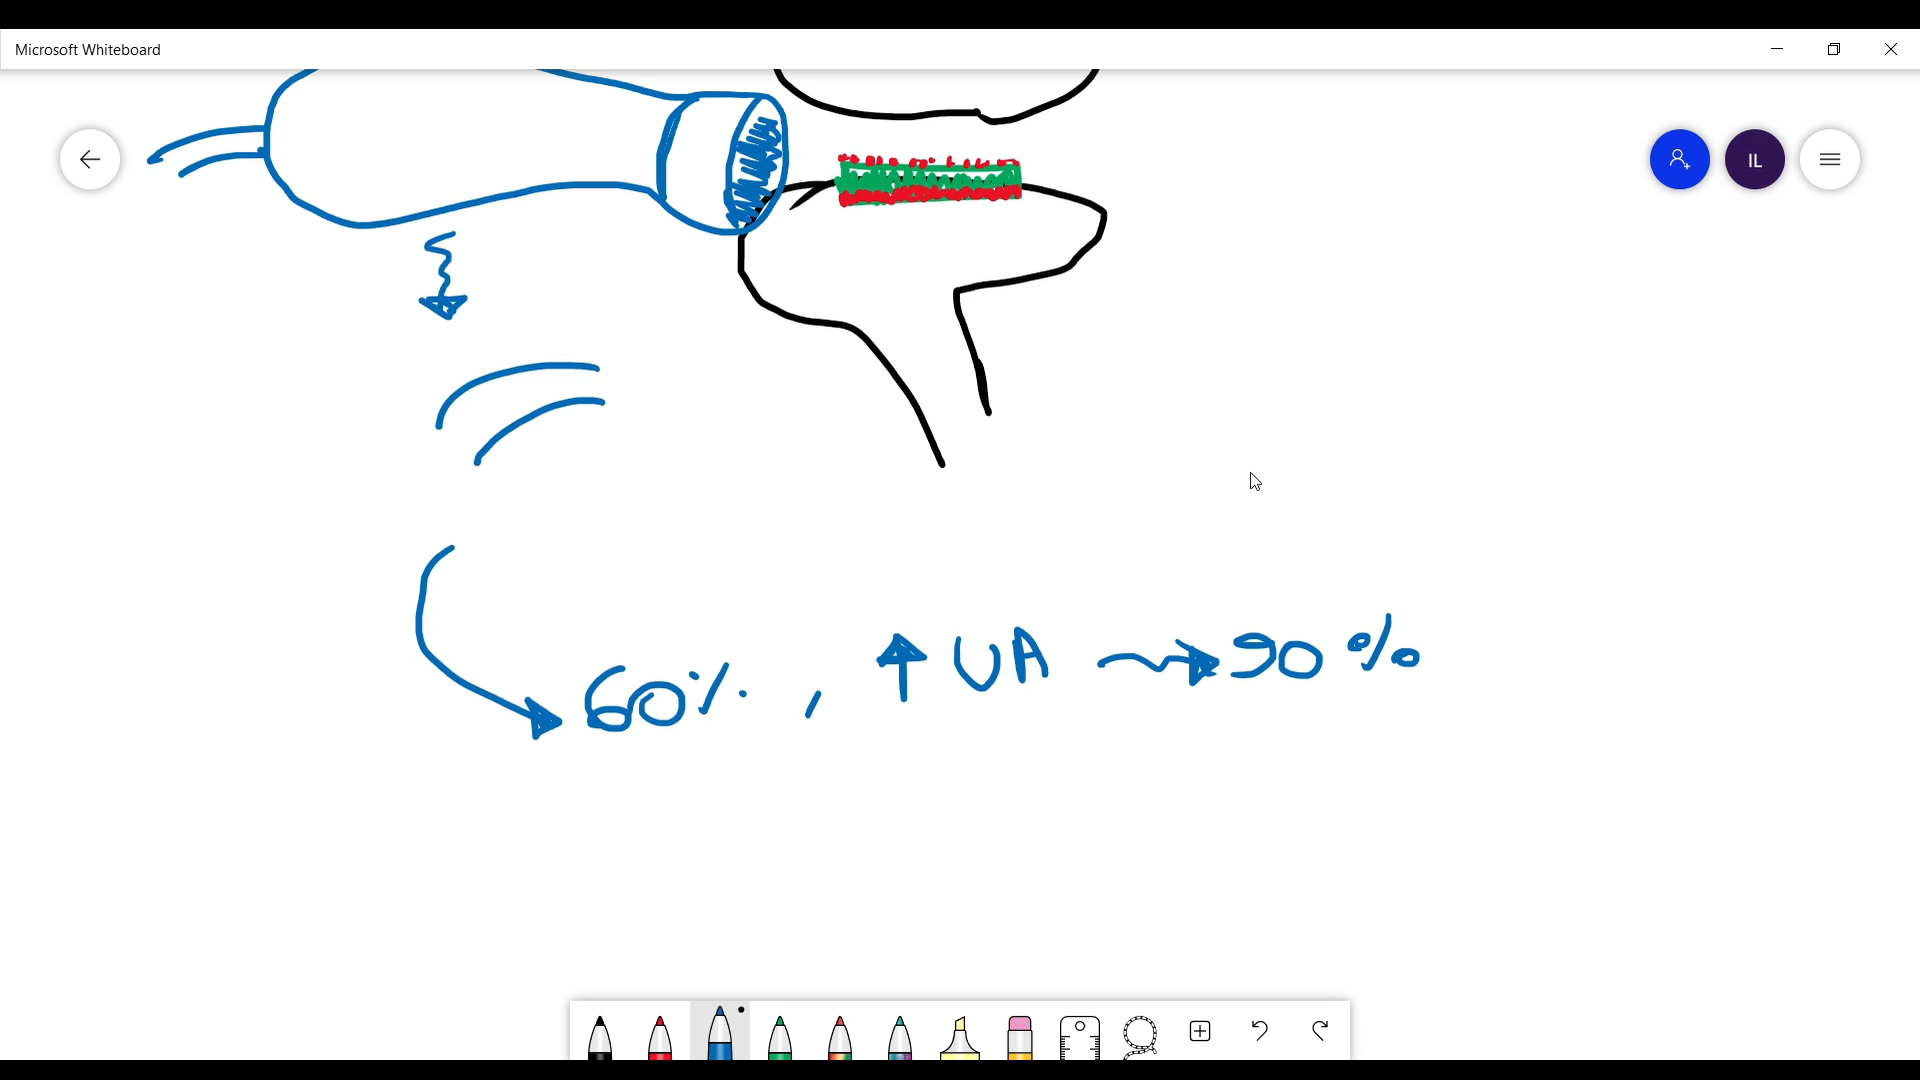 Microsoft Whiteboard
IL
60% , ↑ UA → 90 %